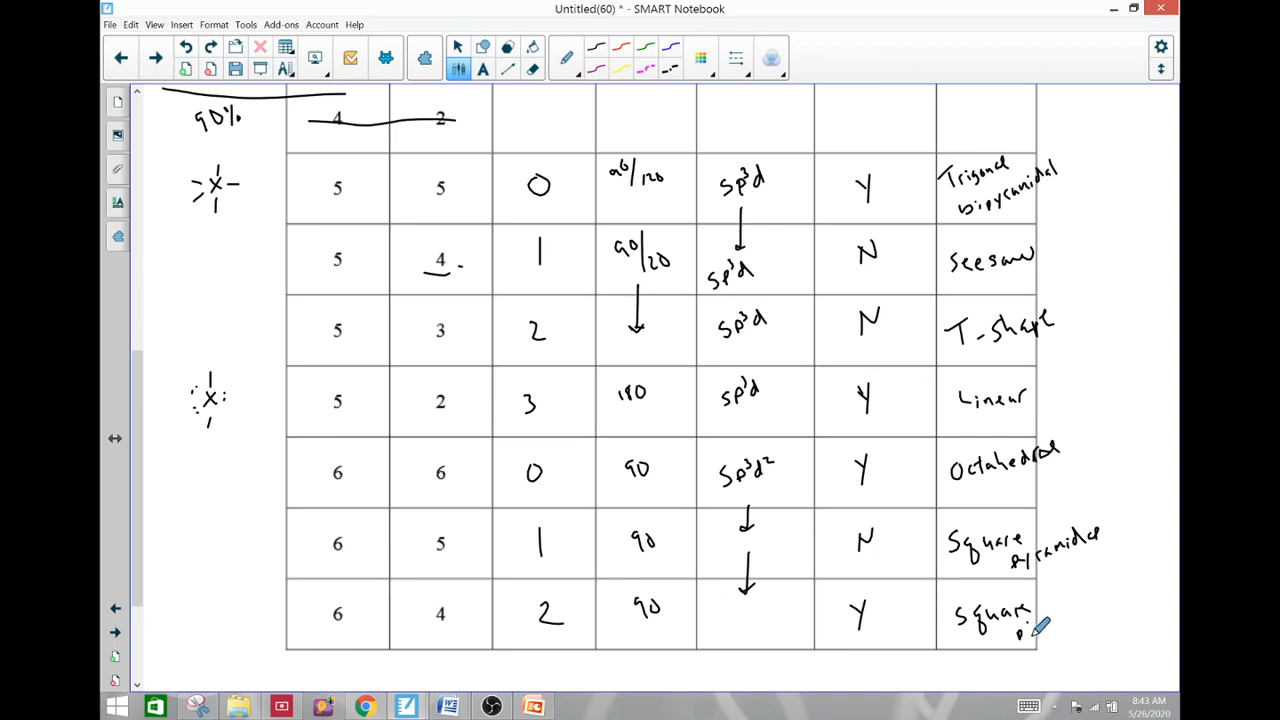 Untitled(60) * - SMART Notebook
File Edit View Insert Format Tools Add-ons Account Help
90%
4 2
X 5 5 0 90/120 sp³d Y Trigonal
bipyramidal
5 4 1 90/120 sp³d N Seesaw
5 3 2 sp³d N T-Shape
X 5 2 3 180 sp³d Y Linear
6 6 0 90 sp³d² Y Octahedral
6 5 1 90 N Square
pyramidal
6 4 2 90 Y Square
p
8:43 AM
5/26/2020